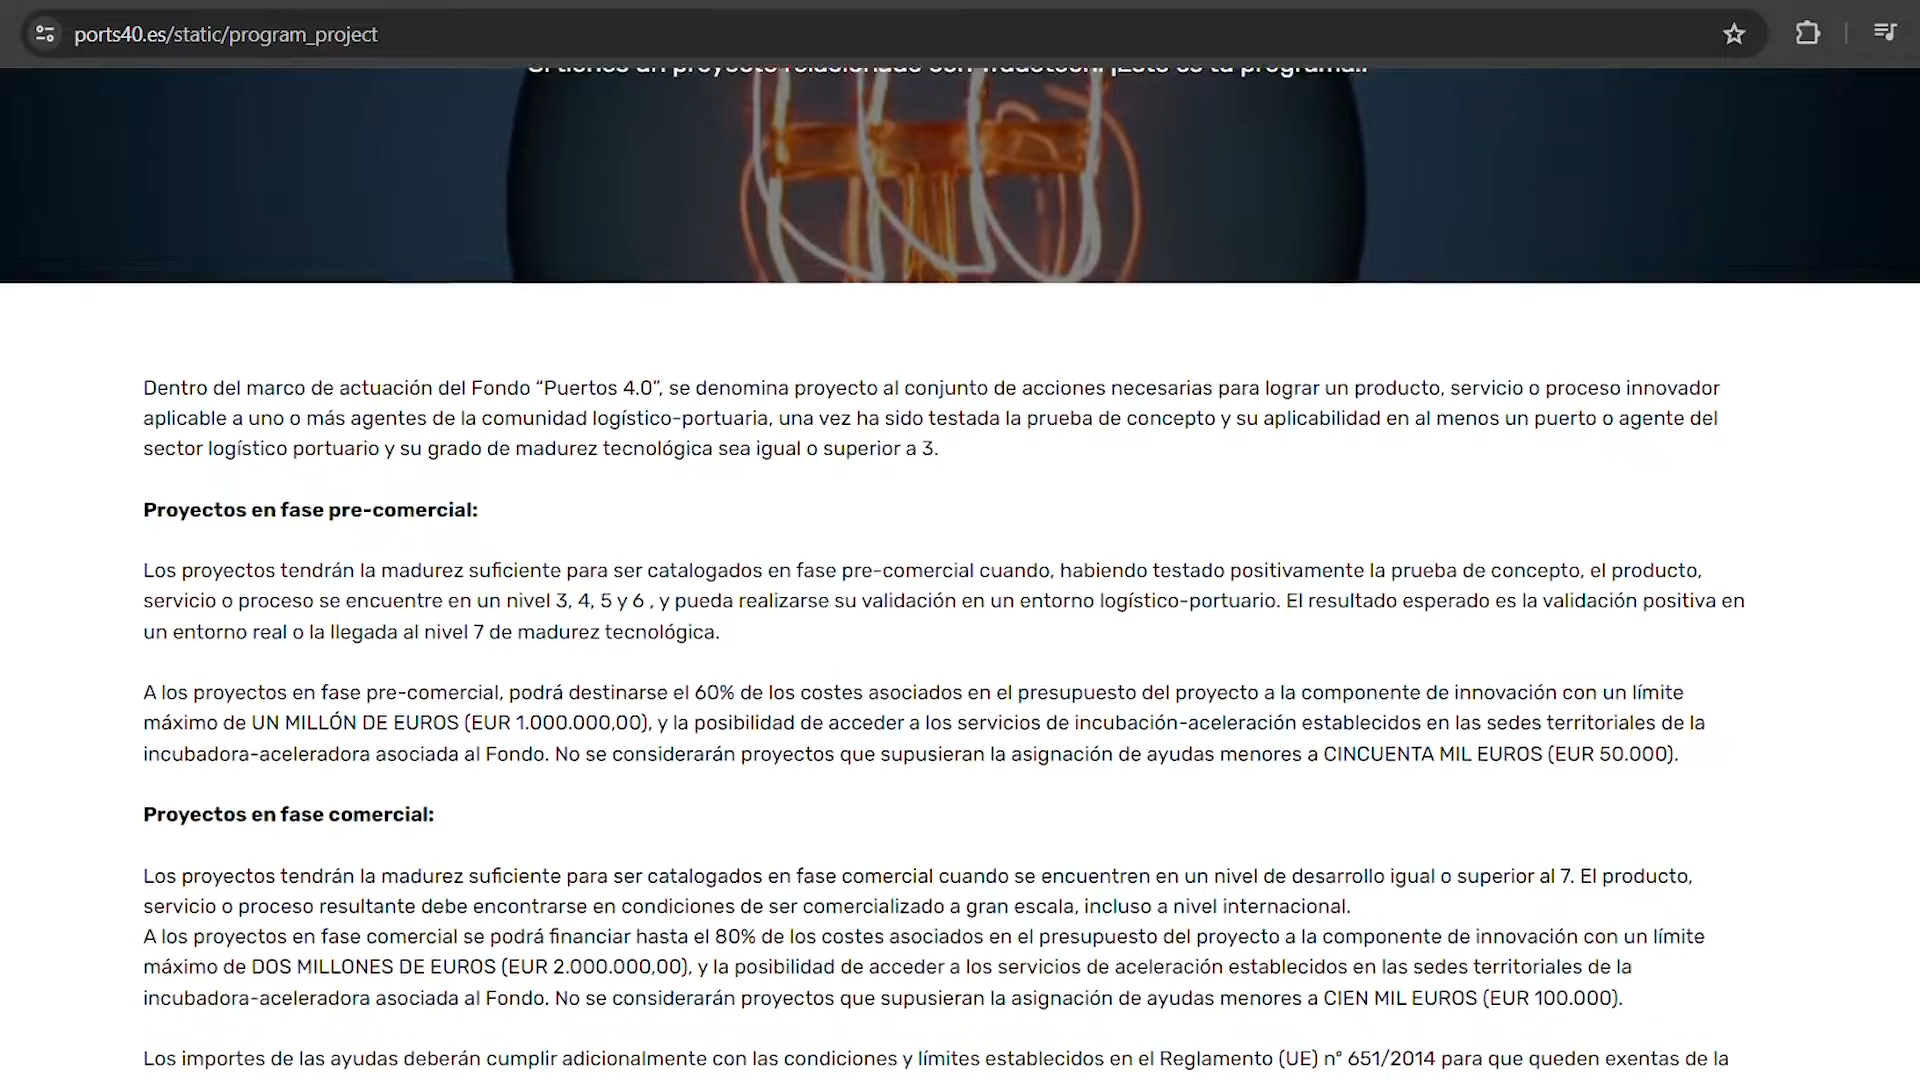 ports40.es/static/program_project
Si tienes un proyecto relacionado con Tradetech! ¡Este es tu programa!!
Dentro del marco de actuación del Fondo “Puertos 4.0”, se denomina proyecto al conjunto de acciones necesarias para lograr un producto, servicio o proceso innovador
aplicable a uno o más agentes de la comunidad logístico-portuaria, una vez ha sido testada la prueba de concepto y su aplicabilidad en al menos un puerto o agente del
sector logístico portuario y su grado de madurez tecnológica sea igual o superior a 3.
Proyectos en fase pre-comercial:
Los proyectos tendrán la madurez suficiente para ser catalogados en fase pre-comercial cuando, habiendo testado positivamente la prueba de concepto, el producto,
servicio o proceso se encuentre en un nivel 3, 4, 5 y 6 , y pueda realizarse su validación en un entorno logístico-portuario. El resultado esperado es la validación positiva en
un entorno real o la llegada al nivel 7 de madurez tecnológica.
A los proyectos en fase pre-comercial, podrá destinarse el 60% de los costes asociados en el presupuesto del proyecto a la componente de innovación con un límite
máximo de UN MILLÓN DE EUROS (EUR 1.000.000,00), y la posibilidad de acceder a los servicios de incubación-aceleración establecidos en las sedes territoriales de la
incubadora-aceleradora asociada al Fondo. No se considerarán proyectos que supusieran la asignación de ayudas menores a CINCUENTA MIL EUROS (EUR 50.000).
Proyectos en fase comercial:
Los proyectos tendrán la madurez suficiente para ser catalogados en fase comercial cuando se encuentren en un nivel de desarrollo igual o superior al 7. El producto,
servicio o proceso resultante debe encontrarse en condiciones de ser comercializado a gran escala, incluso a nivel internacional.
A los proyectos en fase comercial se podrá financiar hasta el 80% de los costes asociados en el presupuesto del proyecto a la componente de innovación con un límite
máximo de DOS MILLONES DE EUROS (EUR 2.000.000,00), y la posibilidad de acceder a los servicios de aceleración establecidos en las sedes territoriales de la
incubadora-aceleradora asociada al Fondo. No se considerarán proyectos que supusieran la asignación de ayudas menores a CIEN MIL EUROS (EUR 100.000).
Los importes de las ayudas deberán cumplir adicionalmente con las condiciones y límites establecidos en el Reglamento (UE) nº 651/2014 para que queden exentas de la